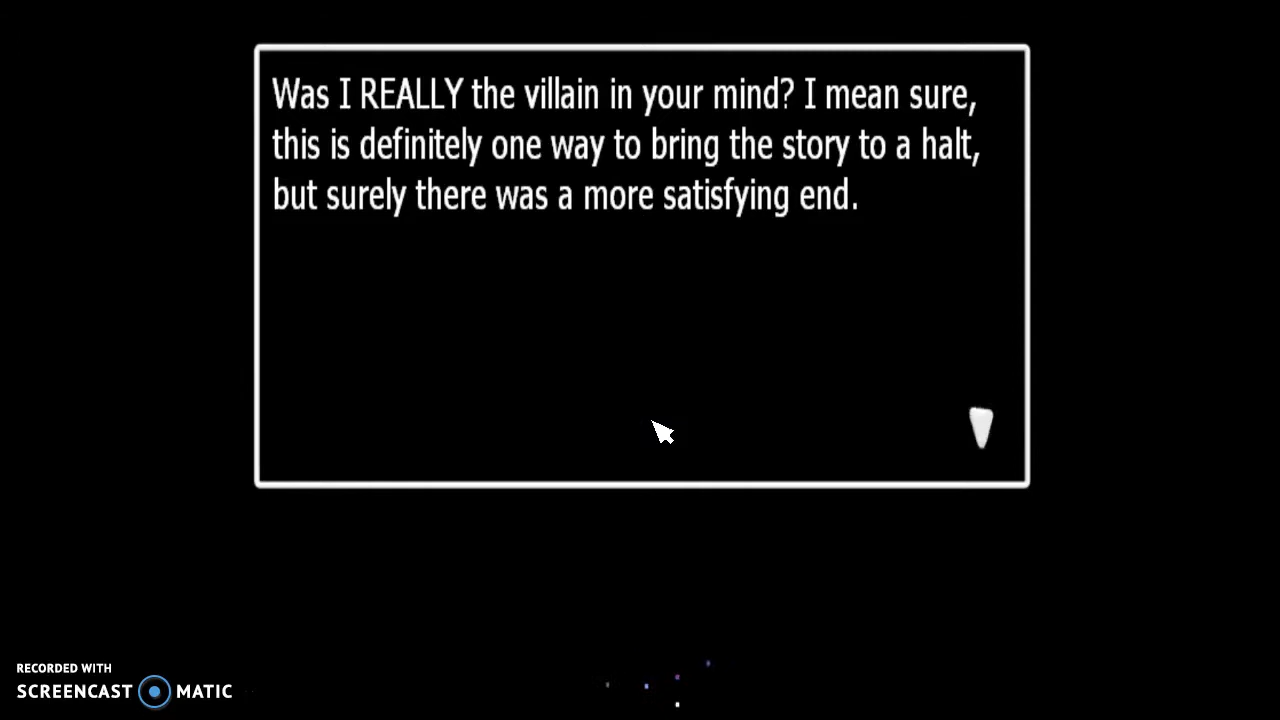 Was I REALLY the villain in your mind? I mean sure,
this is definitely one way to bring the story to a halt,
but surely there was a more satisfying end.
RECORDED WITH
SCREENCAST MATIC